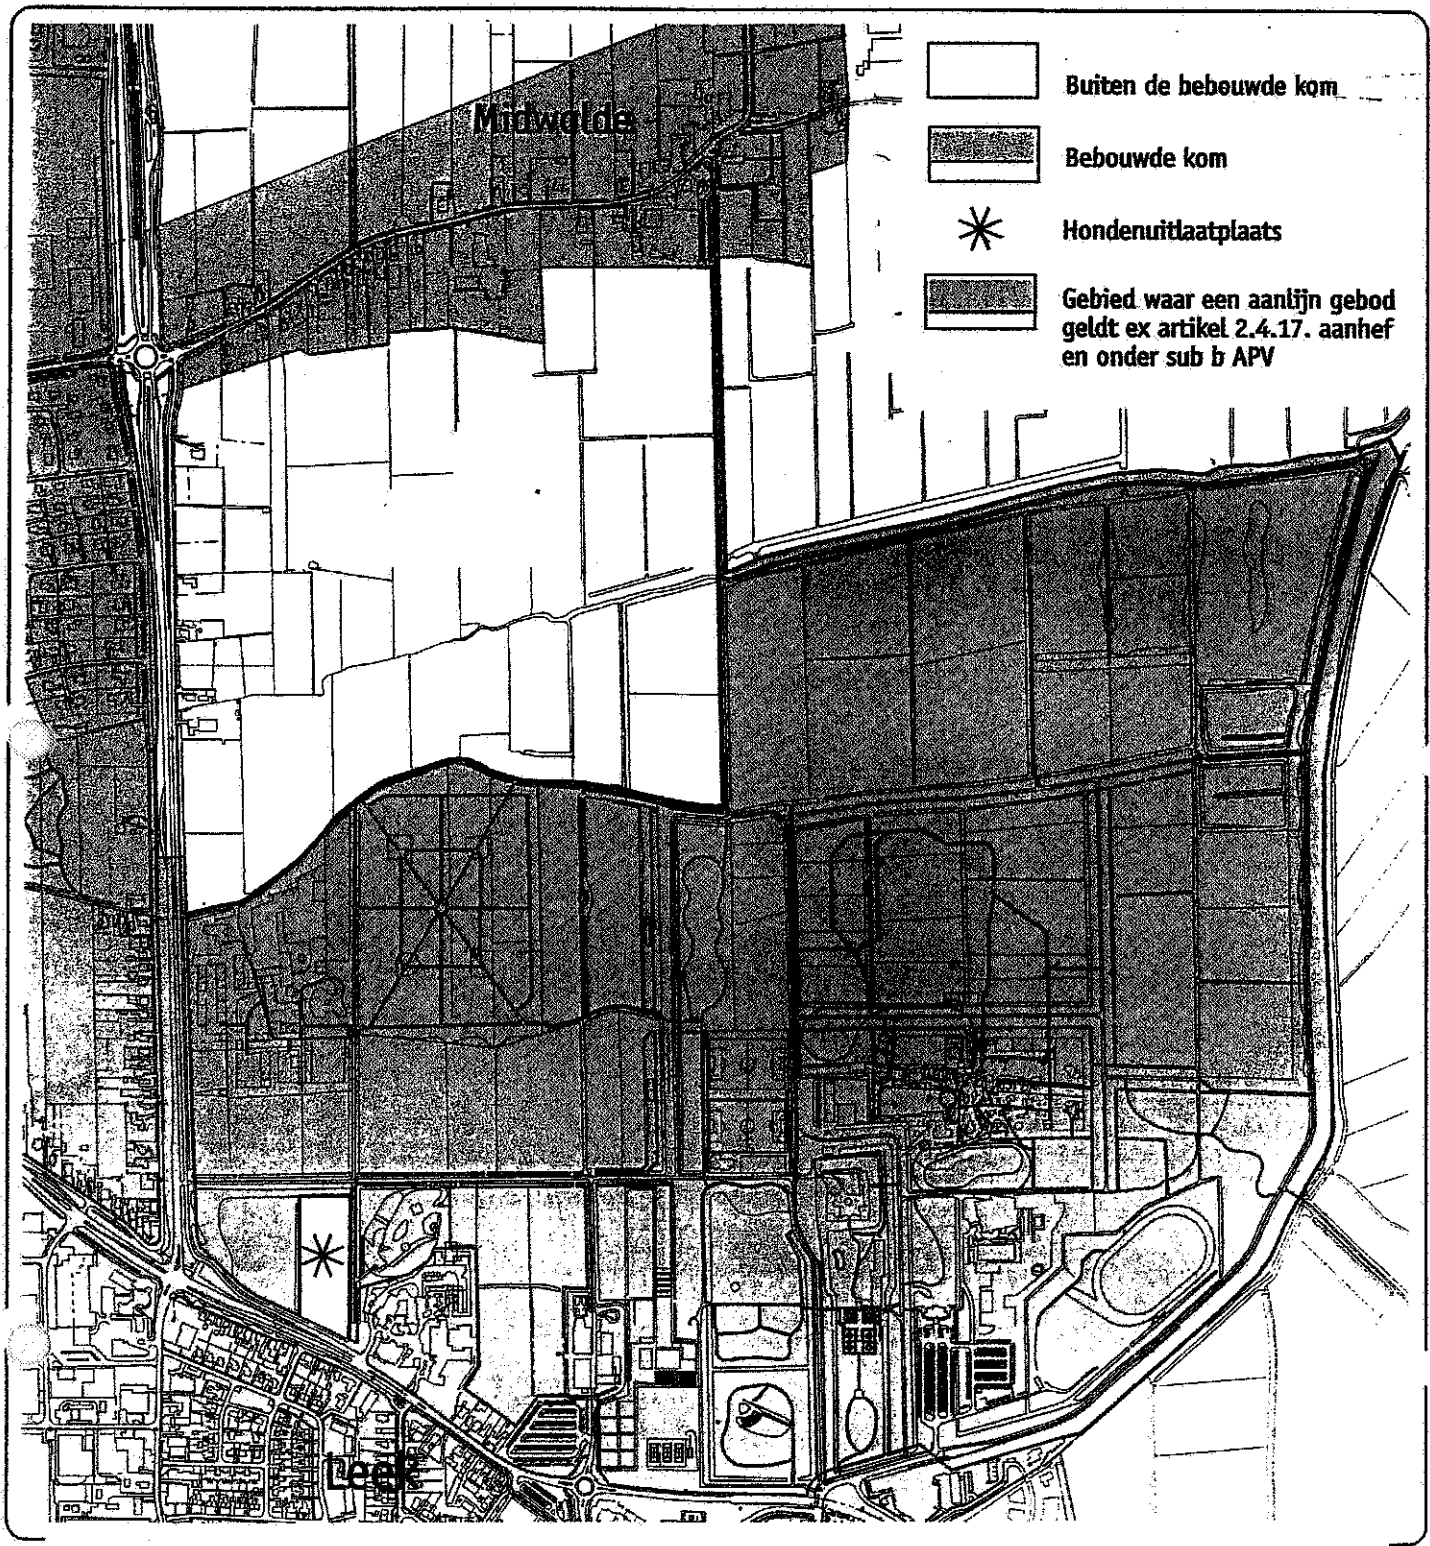 Midwolde
Buiten de bebouwde kom
Bebouwde kom
Hondenuitlaatplaats
Gebied waar een aanlijn gebod
geldt ex artikel 2.4.17. aanhef
en onder sub b APV
Leek